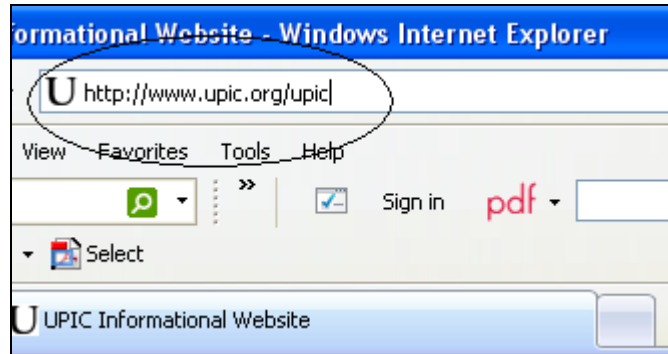 formational Website - Windows Internet Explorer
U http://www.upic.org/upic
View Favorites Tools Help
» Sign in pdf
Select
U UPIC Informational Website